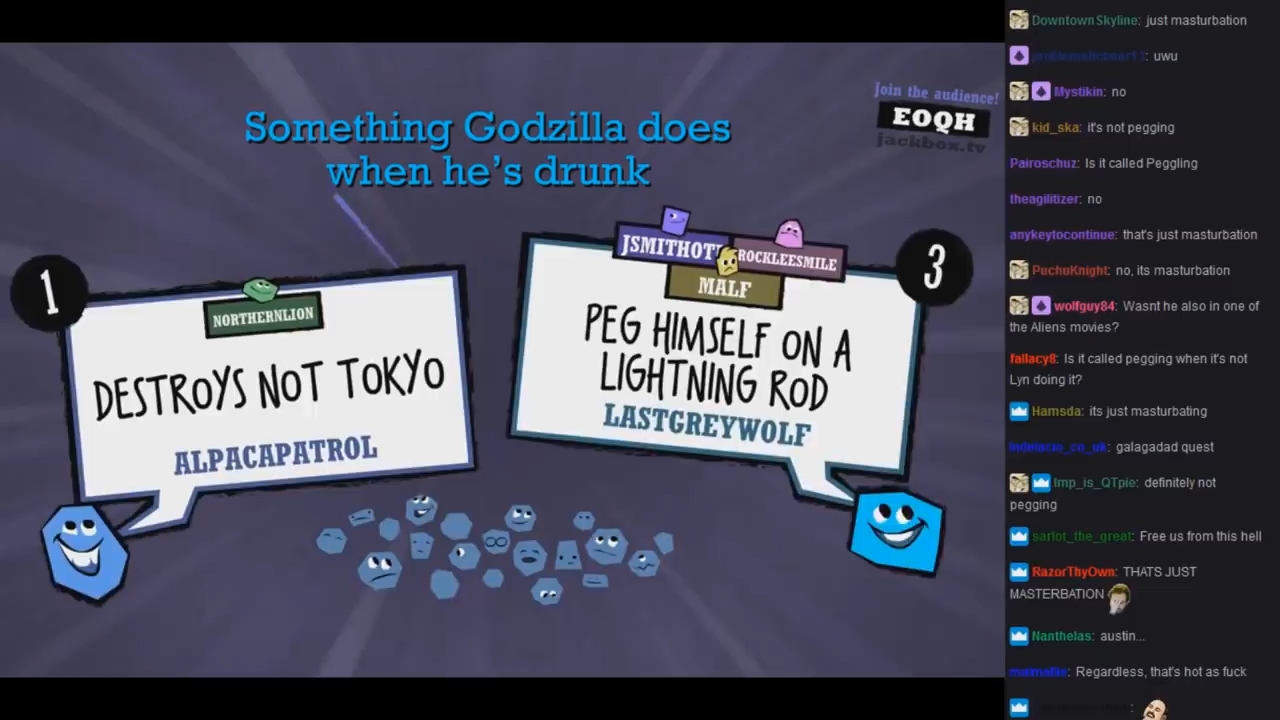 Something Godzilla does
when he's drunk
Join the audience!
EOQH
jackbox.tv
1
NORTHERNLION
DESTROYS NOT TOKYO
ALPACAPATROL
3
ROCKLEESMILE
MALF
PEG HIMSELF ON A
LIGHTNING ROD
LASTGREYWOLF
DowntownSkyline: just masturbation
: uwu
Mystikin: no
kid_ska: it's not pegging
Pairoschuz: Is it called Peggling
theagilitizer: no
anykeytocontinue: that's just masturbation
PuchuKnight: no, its masturbation
wolfguy84: Wasnt he also in one of
the Aliens movies?
fallacy8: Is it called pegging when it's not
Lyn doing it?
Hamsda: its just masturbating
: galagadad quest
tmp_is_QTpie: definitely not
pegging
sarlot_the_great: Free us from this hell
RazorThyOwn: THATS JUST
MASTERBATION
Nanthelas: austin...
: Regardless, that's hot as fuck
: